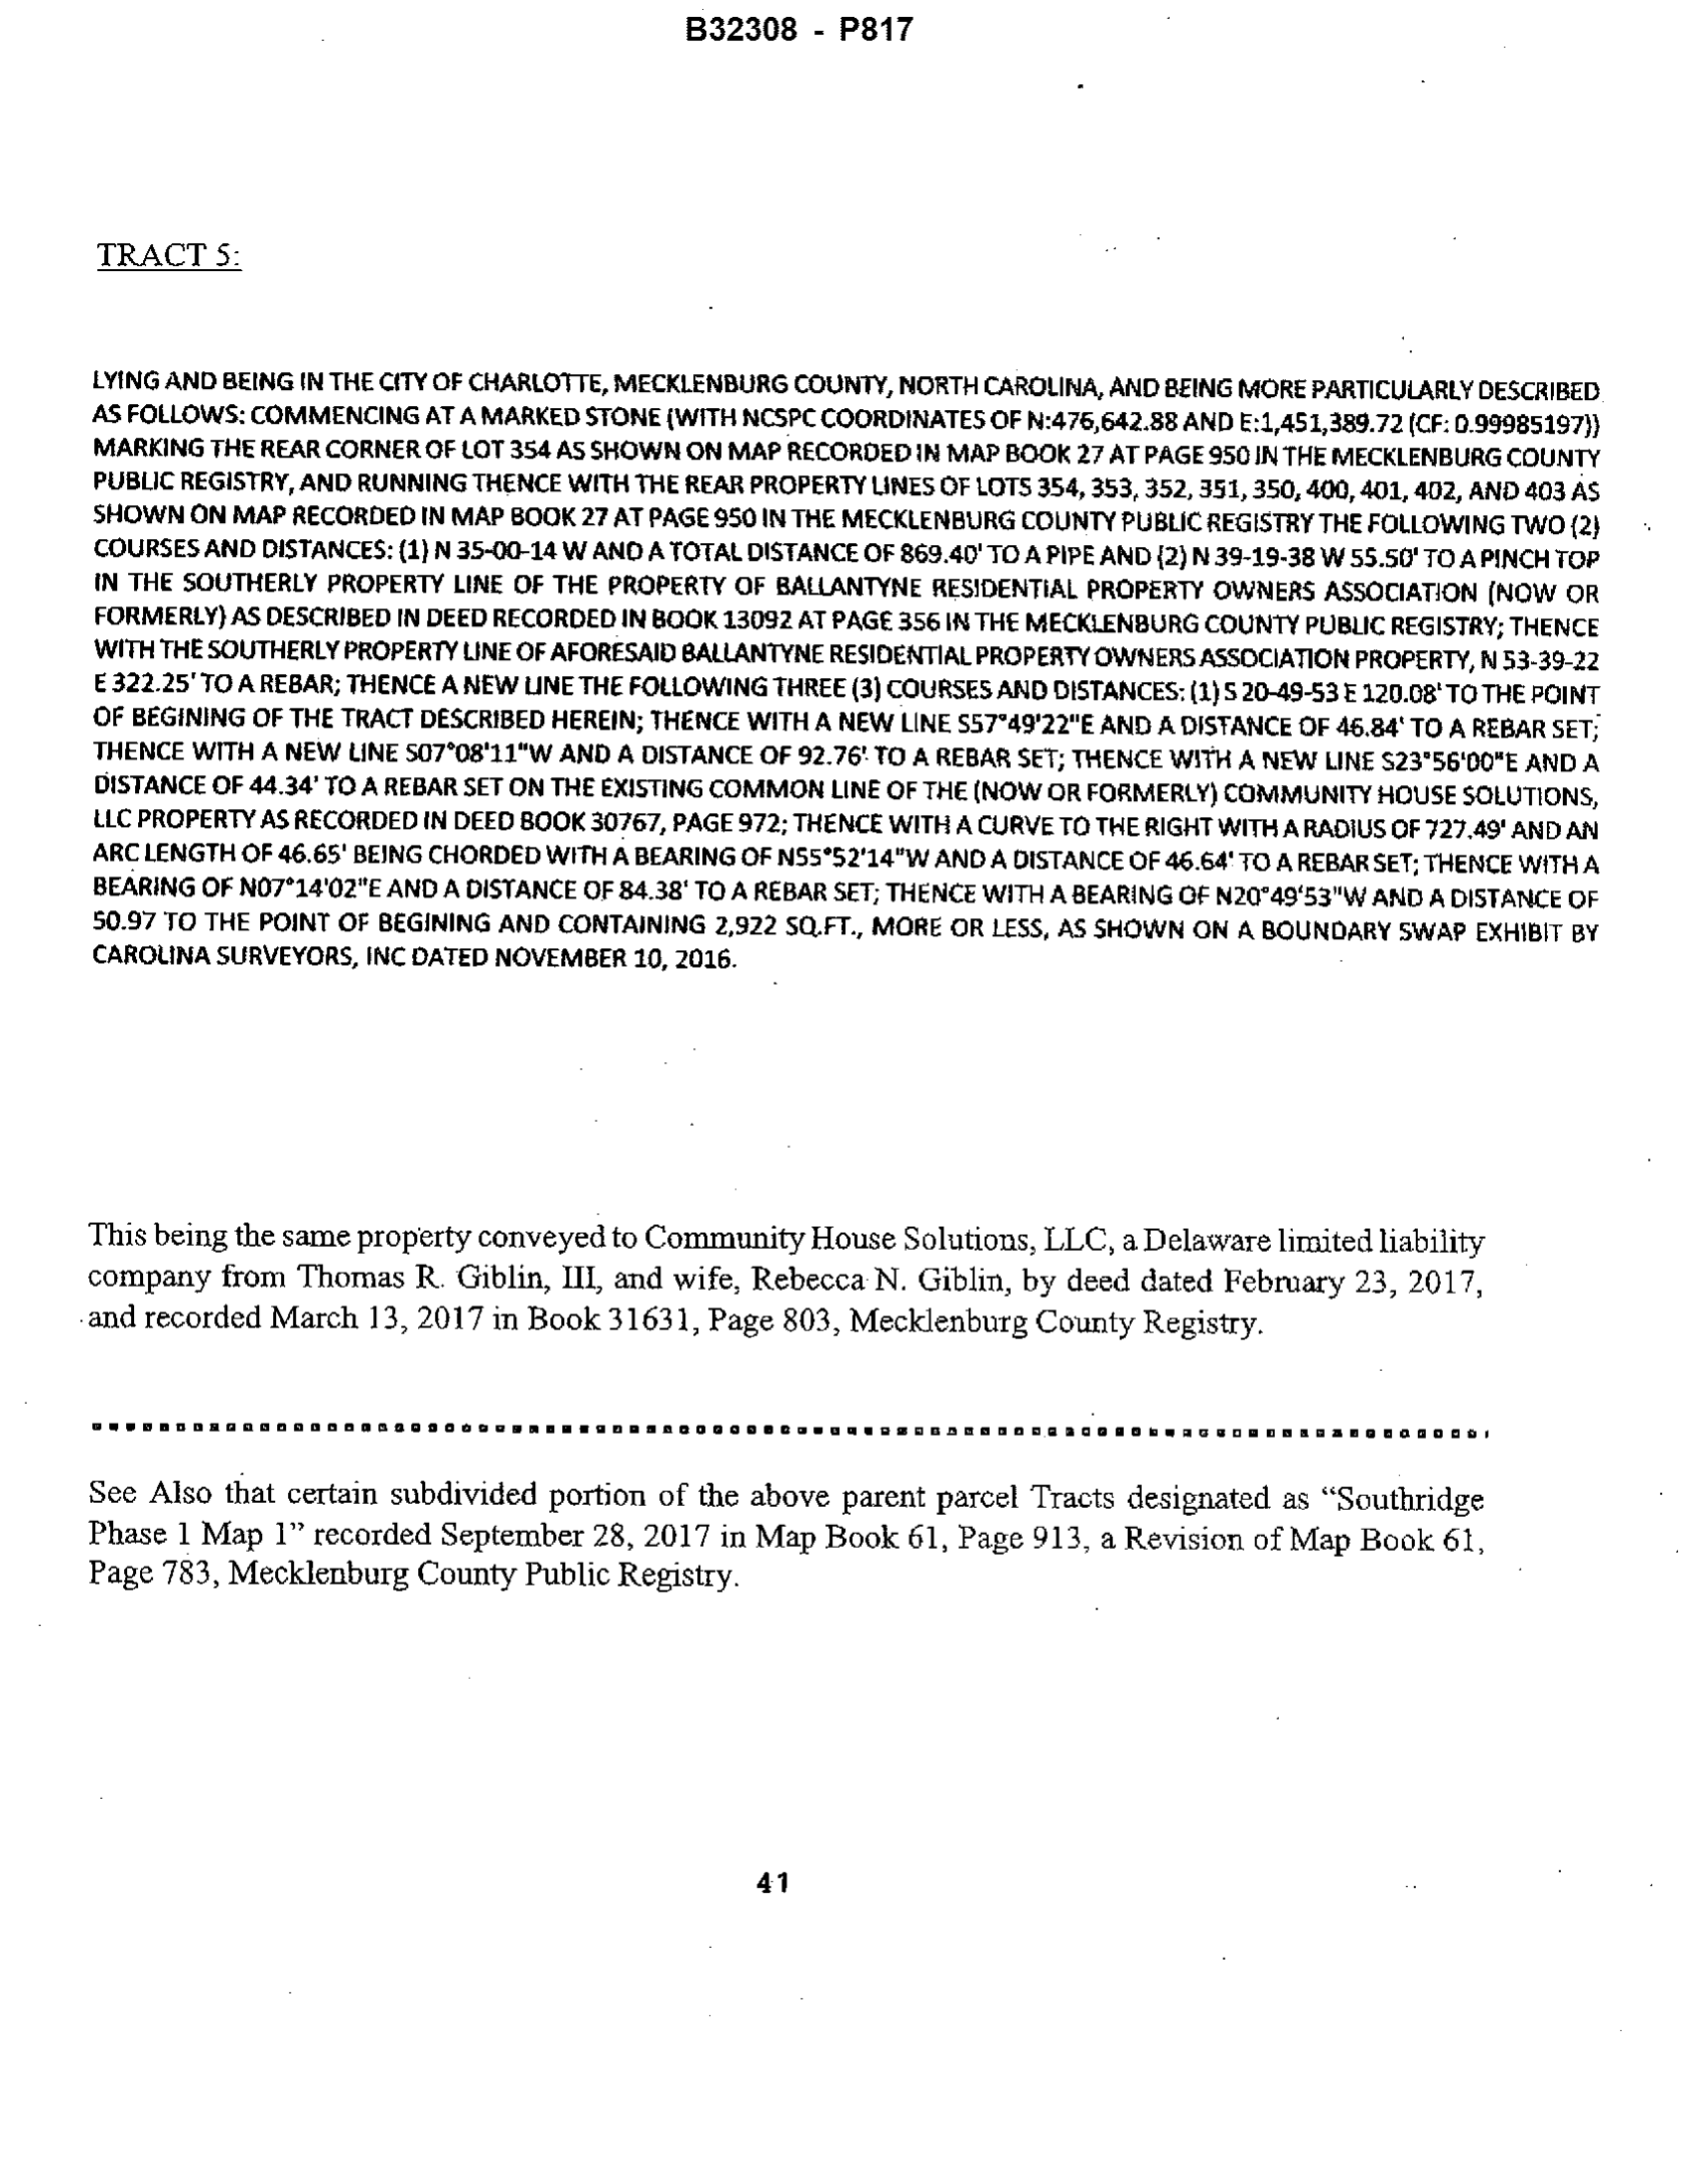 B32308 - P817
TRACT 5:
LYING AND BEING IN THE CITY OF CHARLOTTE, MECKLENBURG COUNTY, NORTH CAROLINA, AND BEING MORE PARTICULARLY DESCRIBED
AS FOLLOWS: COMMENCING AT A MARKED STONE (WITH NCSPC COORDINATES OF N:476,642.88 AND E:1,451,389.72 (CF: 0.99985197))
MARKING THE REAR CORNER OF LOT 354 AS SHOWN ON MAP RECORDED IN MAP BOOK 27 AT PAGE 950 IN THE MECKLENBURG COUNTY
PUBLIC REGISTRY, AND RUNNING THENCE WITH THE REAR PROPERTY LINES OF LOTS 354, 353, 352, 351, 350, 400, 401, 402, AND 403 AS
SHOWN ON MAP RECORDED IN MAP BOOK 27 AT PAGE 950 IN THE MECKLENBURG COUNTY PUBLIC REGISTRY THE FOLLOWING TWO (2)
COURSES AND DISTANCES: (1) N 35-00-14 W AND A TOTAL DISTANCE OF 869.40' TO A PIPE AND (2) N 39-19-38 W 55.50' TO A PINCH TOP
IN THE SOUTHERLY PROPERTY LINE OF THE PROPERTY OF BALLANTYNE RESIDENTIAL PROPERTY OWNERS ASSOCIATION (NOW OR
FORMERLY) AS DESCRIBED IN DEED RECORDED IN BOOK 13092 AT PAGE 356 IN THE MECKLENBURG COUNTY PUBLIC REGISTRY; THENCE
WITH THE SOUTHERLY PROPERTY LINE OF AFORESAID BALLANTYNE RESIDENTIAL PROPERTY OWNERS ASSOCIATION PROPERTY, N 53-39-22
E 322.25' TO A REBAR; THENCE A NEW LINE THE FOLLOWING THREE (3) COURSES AND DISTANCES: (1) S 20-49-53 E 120.08' TO THE POINT
OF BEGINING OF THE TRACT DESCRIBED HEREIN; THENCE WITH A NEW LINE S57°49'22"E AND A DISTANCE OF 46.84' TO A REBAR SET;
THENCE WITH A NEW LINE S07°08'11"W AND A DISTANCE OF 92.76' TO A REBAR SET; THENCE WITH A NEW LINE S23°56'00"E AND A
DISTANCE OF 44.34' TO A REBAR SET ON THE EXISTING COMMON LINE OF THE (NOW OR FORMERLY) COMMUNITY HOUSE SOLUTIONS,
LLC PROPERTY AS RECORDED IN DEED BOOK 30767, PAGE 972; THENCE WITH A CURVE TO THE RIGHT WITH A RADIUS OF 727.49' AND AN
ARC LENGTH OF 46.65' BEING CHORDED WITH A BEARING OF N55°52'14"W AND A DISTANCE OF 46.64' TO A REBAR SET; THENCE WITH A
BEARING OF N07°14'02"E AND A DISTANCE OF 84.38' TO A REBAR SET; THENCE WITH A BEARING OF N20°49'53"W AND A DISTANCE OF
50.97 TO THE POINT OF BEGINING AND CONTAINING 2,922 SQ.FT., MORE OR LESS, AS SHOWN ON A BOUNDARY SWAP EXHIBIT BY
CAROLINA SURVEYORS, INC DATED NOVEMBER 10, 2016.
This being the same property conveyed to Community House Solutions, LLC, a Delaware limited liability
company from Thomas R. Giblin, III, and wife, Rebecca N. Giblin, by deed dated February 23, 2017,
and recorded March 13, 2017 in Book 31631, Page 803, Mecklenburg County Registry.
See Also that certain subdivided portion of the above parent parcel Tracts designated as “Southridge
Phase 1 Map 1” recorded September 28, 2017 in Map Book 61, Page 913, a Revision of Map Book 61,
Page 783, Mecklenburg County Public Registry.
41